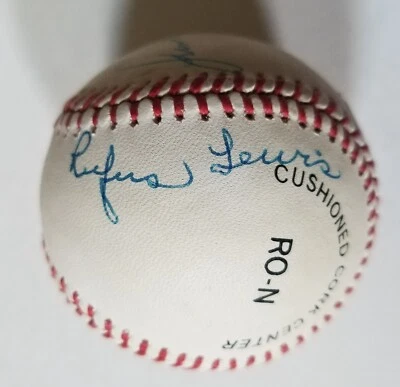 Rufus Lewis
CUSHIONED CORK CENTER
RO-N